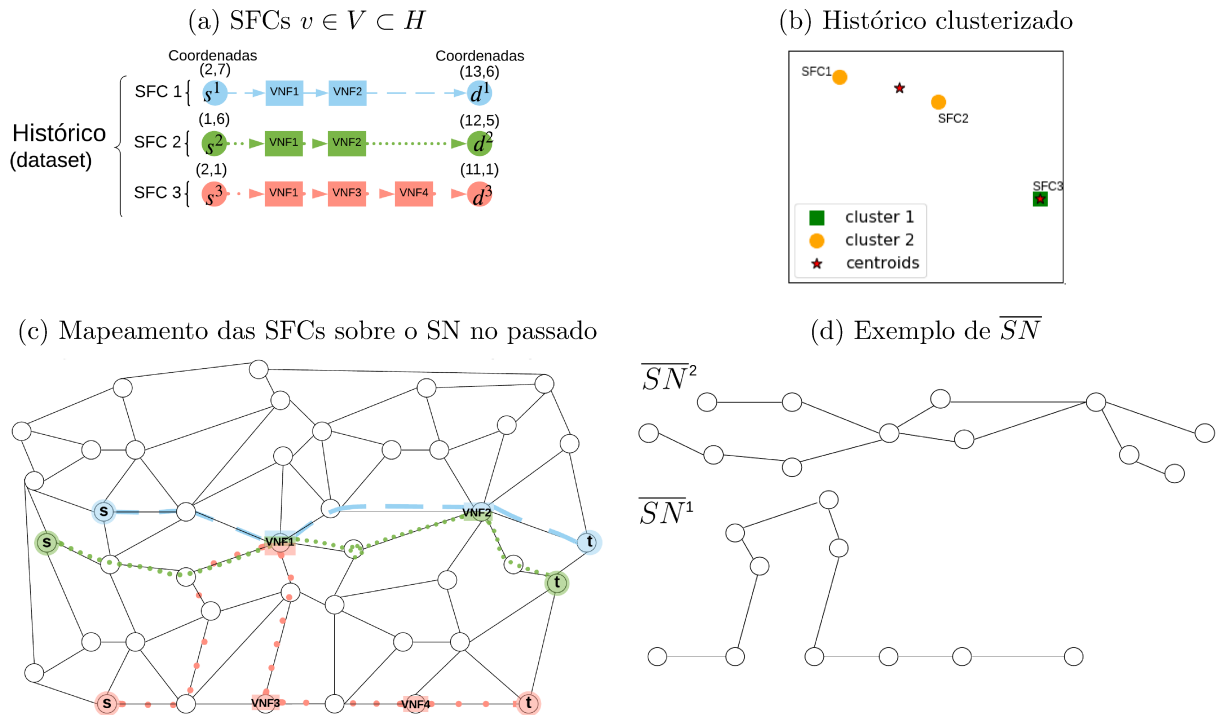 (a) SFCs v ∈ V ⊂ H
Coordenadas
Coordenadas
(2,7)
(13,6)
SFC 1
s¹
VNF1
VNF2
d¹
(1,6)
(12,5)
Histórico
(dataset)
SFC 2
s²
VNF1
VNF2
d²
(2,1)
(11,1)
SFC 3
s³
VNF1
VNF3
VNF4
d³
(b) Histórico clusterizado
SFC1
SFC2
SFC3
cluster 1
cluster 2
centroids
(c) Mapeamento das SFCs sobre o SN no passado
s
VNF2
s
VNF1
t
t
s
VNF3
VNF4
t
(d) Exemplo de S̅N̅
S̅N̅²
S̅N̅¹